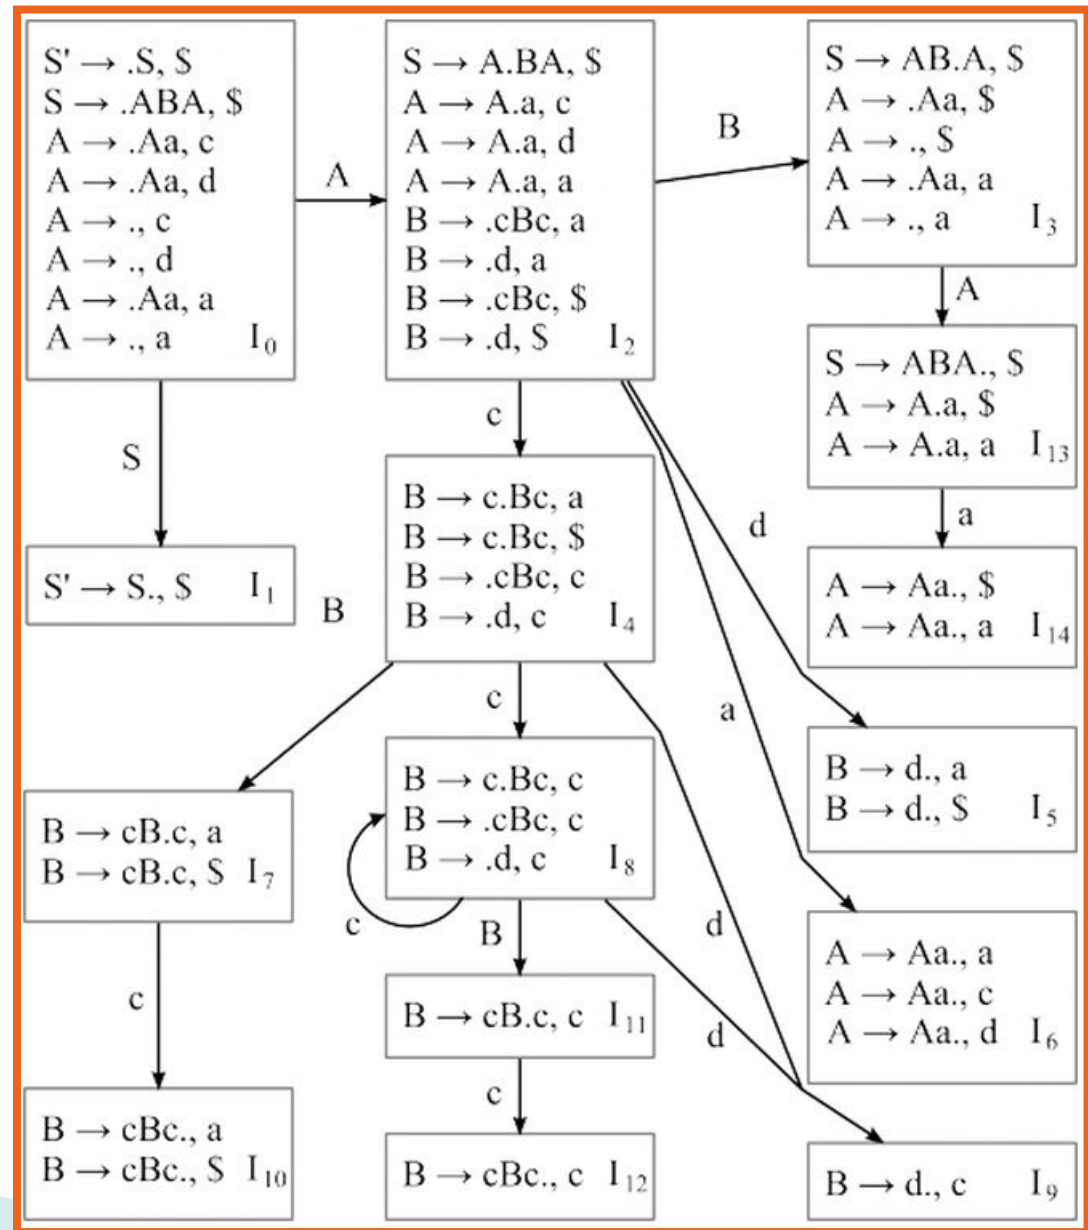 S' → .S, $
S → .ABA, $
A → .Aa, c
A → .Aa, d
A → ., c
A → ., d
A → .Aa, a
A → ., a I₀
A
S → A.BA, $
A → A.a, c
A → A.a, d
A → A.a, a
B → .cBc, a
B → .d, a
B → .cBc, $
B → .d, $ I₂
B
S → AB.A, $
A → .Aa, $
A → ., $
A → .Aa, a
A → ., a I₃
A
S → ABA., $
A → A.a, $
A → A.a, a I₁₃
a
A → Aa., $
A → Aa., a I₁₄
S
S' → S., $ I₁
c
B → c.Bc, a
B → c.Bc, $
B → .cBc, c
B → .d, c I₄
d
a
B → d., a
B → d., $ I₅
A → Aa., a
A → Aa., c
A → Aa., d I₆
B
c
d
B → cB.c, a
B → cB.c, $ I₇
B → c.Bc, c
B → .cBc, c
B → .d, c I₈
c
B
d
c
B → cBc., a
B → cBc., $ I₁₀
B → cB.c, c I₁₁
c
B → cBc., c I₁₂
B → d., c I₉